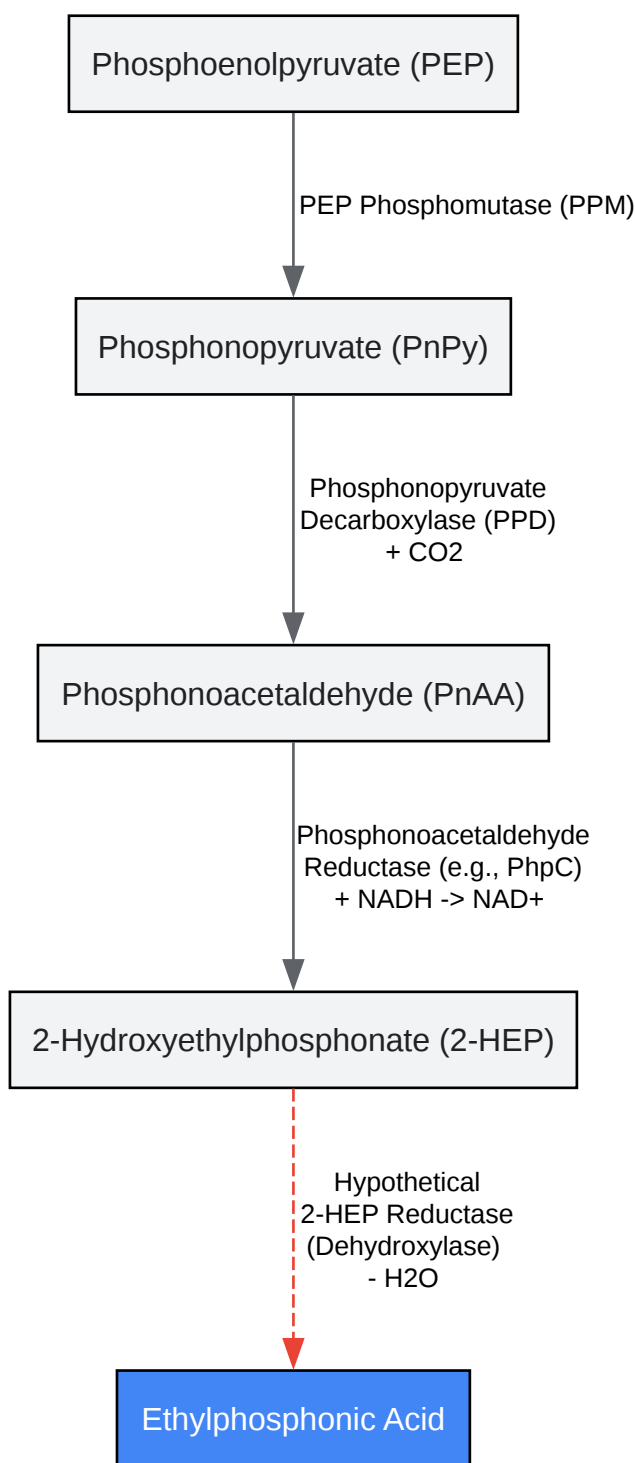 Phosphoenolpyruvate (PEP)
PEP Phosphomutase (PPM)
Phosphonopyruvate (PnPy)
Phosphonopyruvate
Decarboxylase (PPD)
+ CO2
Phosphonoacetaldehyde (PnAA)
Phosphonoacetaldehyde
Reductase (e.g., PhpC)
+ NADH -> NAD+
2-Hydroxyethylphosphonate (2-HEP)
Hypothetical
2-HEP Reductase
(Dehydroxylase)
- H2O
Ethylphosphonic Acid